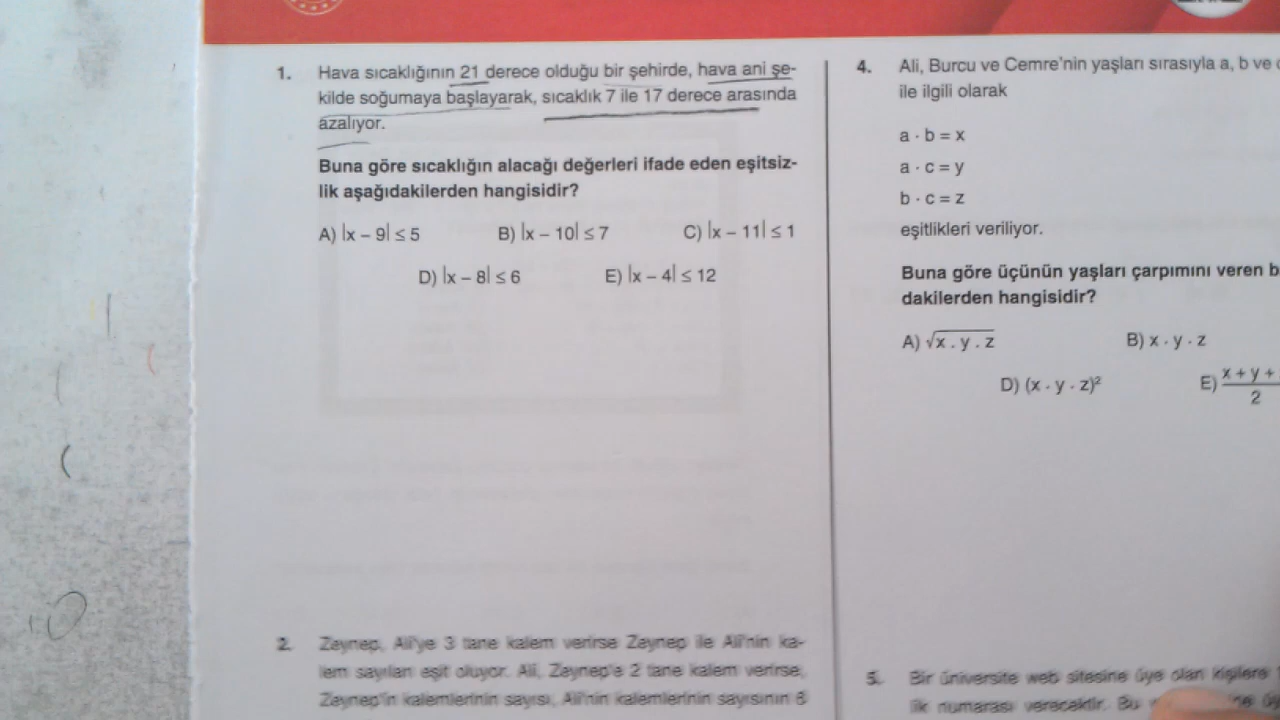 1. Hava sıcaklığının 21 derece olduğu bir şehirde, hava ani şe-
kilde soğumaya başlayarak, sıcaklık 7 ile 17 derece arasında
azalıyor.
Buna göre sıcaklığın alacağı değerleri ifade eden eşitsiz-
lik aşağıdakilerden hangisidir?
A) |x – 9| ≤ 5 B) |x – 10| ≤ 7 C) |x – 11| ≤ 1
D) |x – 8| ≤ 6 E) |x – 4| ≤ 12
2. Zeynep, Ali'ye 3 tane kalem verirse Zeynep ile Ali'nin ka-
lem sayıları eşit oluyor. Ali, Zeynep'e 2 tane kalem verirse,
Zeynep'in kalemlerinin sayısı, Ali'nin kalemlerinin sayısının 6
4. Ali, Burcu ve Cemre'nin yaşları sırasıyla a, b ve c
ile ilgili olarak
a · b = x
a · c = y
b · c = z
eşitlikleri veriliyor.
Buna göre üçünün yaşları çarpımını veren b
dakilerden hangisidir?
A) √x . y . z B) x · y · z
D) (x · y · z)² E) x + y + / 2
5. Bir üniversite web sitesine üye olan kişilere
lik numarası verecektir. Bu